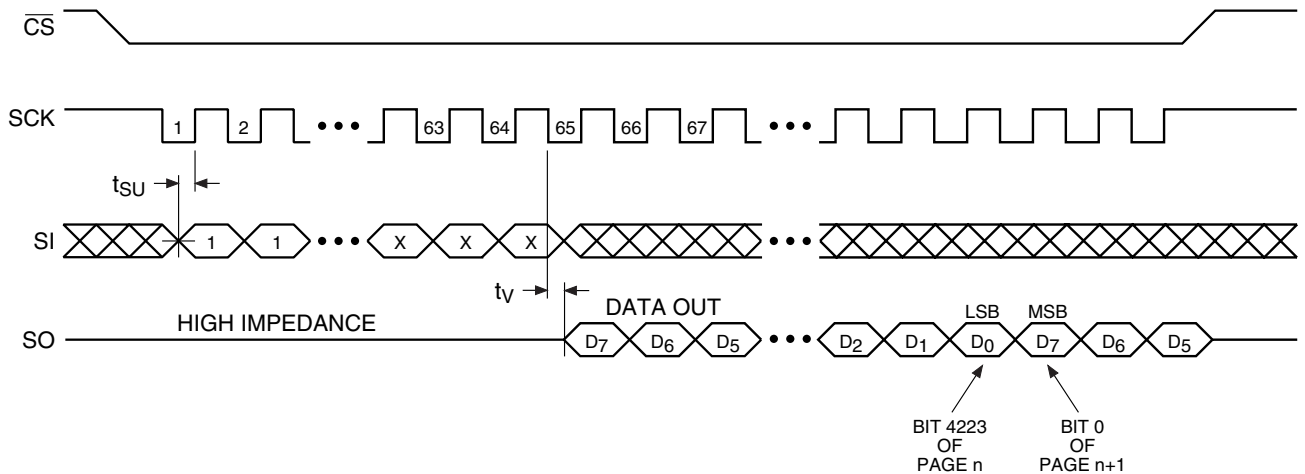 CS
SCK 1 2 ••• 63 64 65 66 67 •••
tSU
SI 1 1 ••• X X X •••
tV
HIGH IMPEDANCE DATA OUT LSB MSB
SO D7 D6 D5 ••• D2 D1 D0 D7 D6 D5
BIT 4223 BIT 0
OF OF
PAGE n PAGE n+1